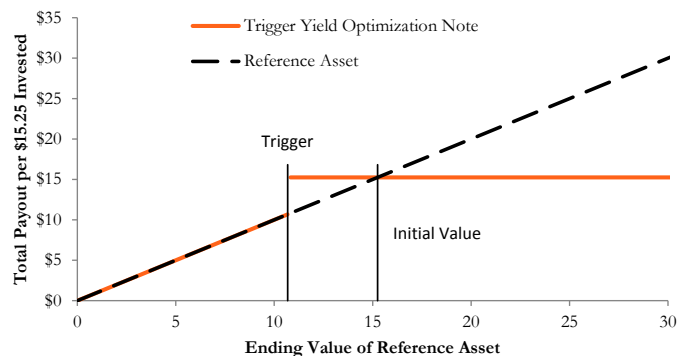 Trigger Yield Optimization Note
Reference Asset
Total Payout per $15.25 Invested
$35
$30
$25
$20
$15
$10
$5
$0
Trigger
Initial Value
0 5 10 15 20 25 30
Ending Value of Reference Asset